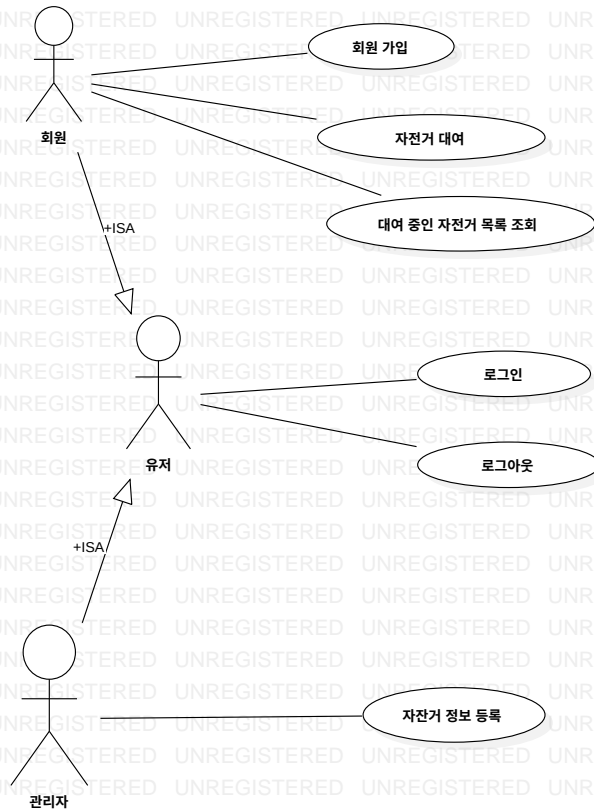 회원 가입
자전거 대여
회원
대여 중인 자전거 목록 조회
+ISA
로그인
유저
로그아웃
+ISA
자잔거 정보 등록
관리자
UNREGISTERED